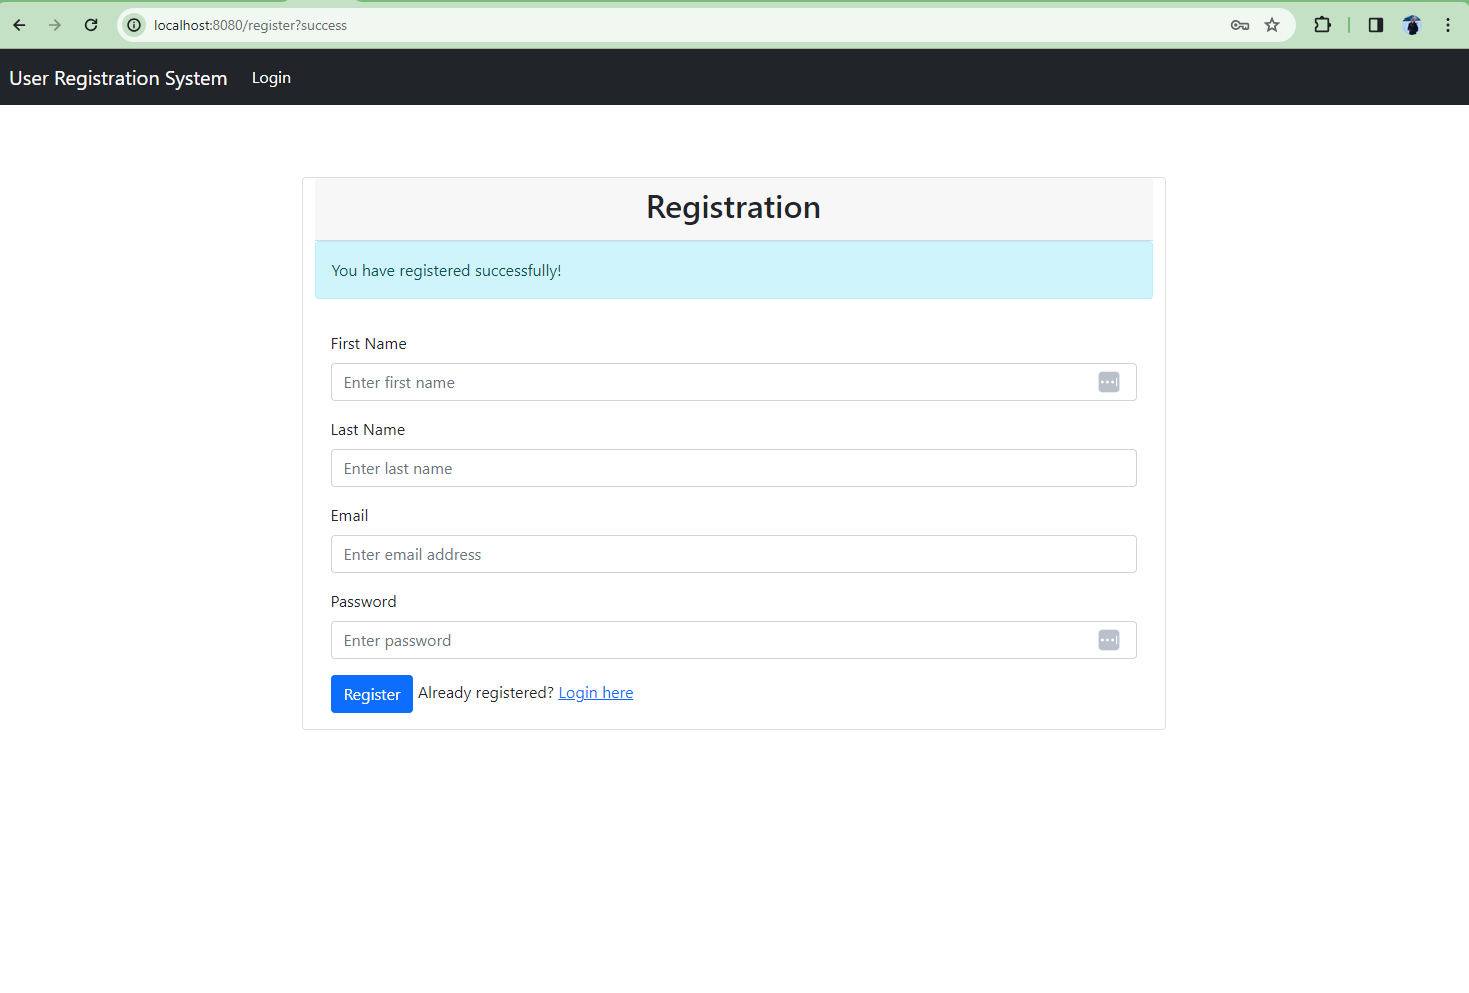 localhost:8080/register?success
User Registration System Login
Registration
You have registered successfully!
First Name
Enter first name
Last Name
Enter last name
Email
Enter email address
Password
Enter password
Register Already registered? Login here